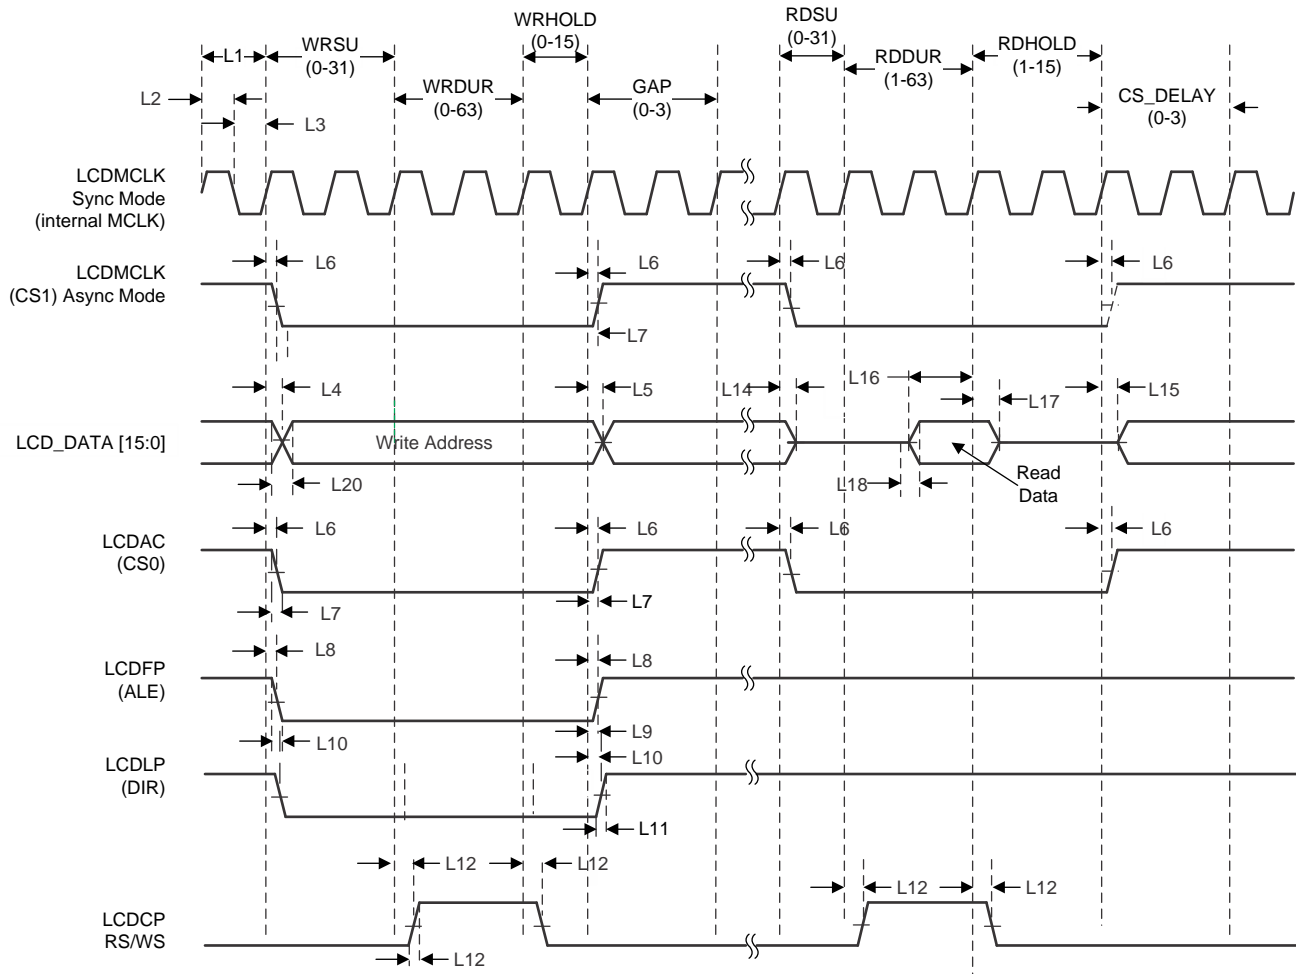 WRHOLD
(0-15)
RDSU
(0-31)
L1
WRSU
(0-31)
WRDUR
(0-63)
GAP
(0-3)
RDDUR
(1-63)
RDHOLD
(1-15)
CS_DELAY
(0-3)
L2
L3
LCDMCLK
Sync Mode
(internal MCLK)
LCDMCLK
(CS1) Async Mode
L6
L6
L6
L6
L7
L4
L5
L14
L16
L17
L15
LCD_DATA [15:0]
Write Address
Read
Data
L20
L18
LCDAC
(CS0)
L6
L6
L6
L6
L7
L7
LCDFP
(ALE)
L8
L8
L10
L9
L10
LCDLP
(DIR)
L11
L12
L12
L12
L12
LCDCP
RS/WS
L12